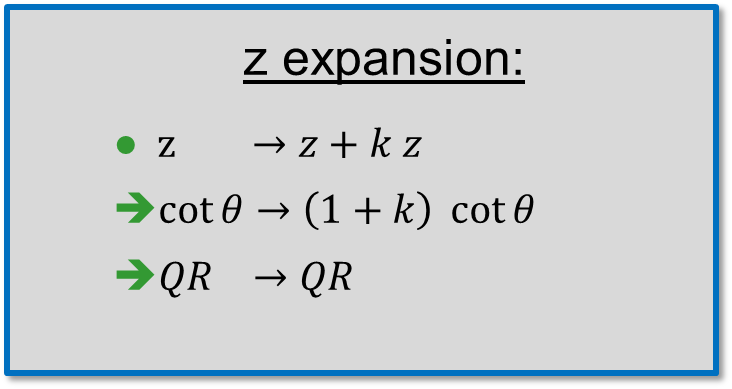 z expansion:
• z → z + k z
➔ cot θ → (1 + k) cot θ
➔ QR → QR